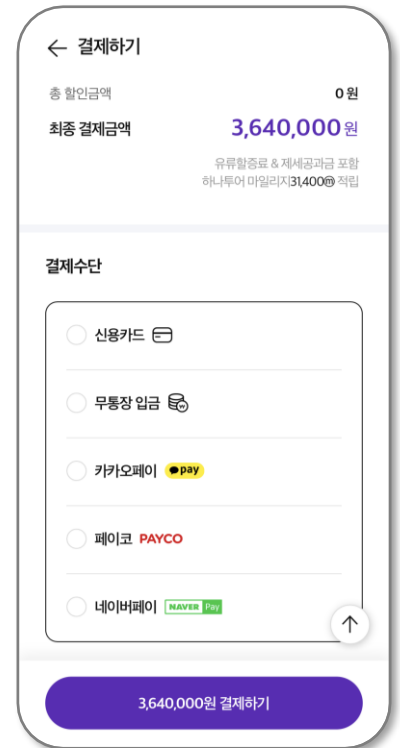 결제하기
총 할인금액 0원
최종 결제금액 3,640,000원
유류할증료 & 제세공과금 포함
하나투어 마일리지31,400ⓜ 적립
결제수단
신용카드
무통장 입금
카카오페이 pay
페이코 PAYCO
네이버페이 NAVER Pay
3,640,000원 결제하기